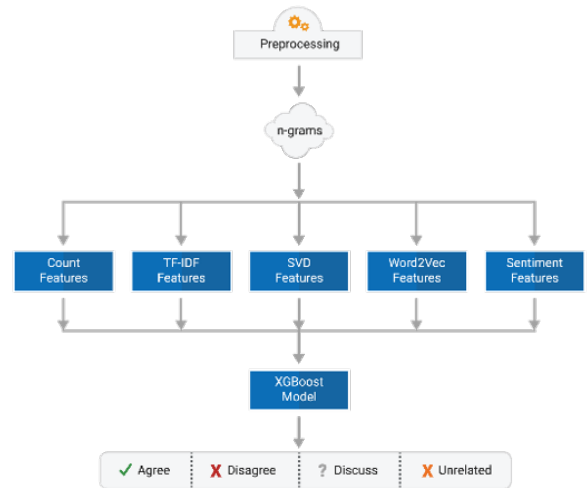 Preprocessing
n-grams
Count
Features
TF-IDF
Features
SVD
Features
Word2Vec
Features
Sentiment
Features
XGBoost
Model
Agree
Disagree
? Discuss
Unrelated